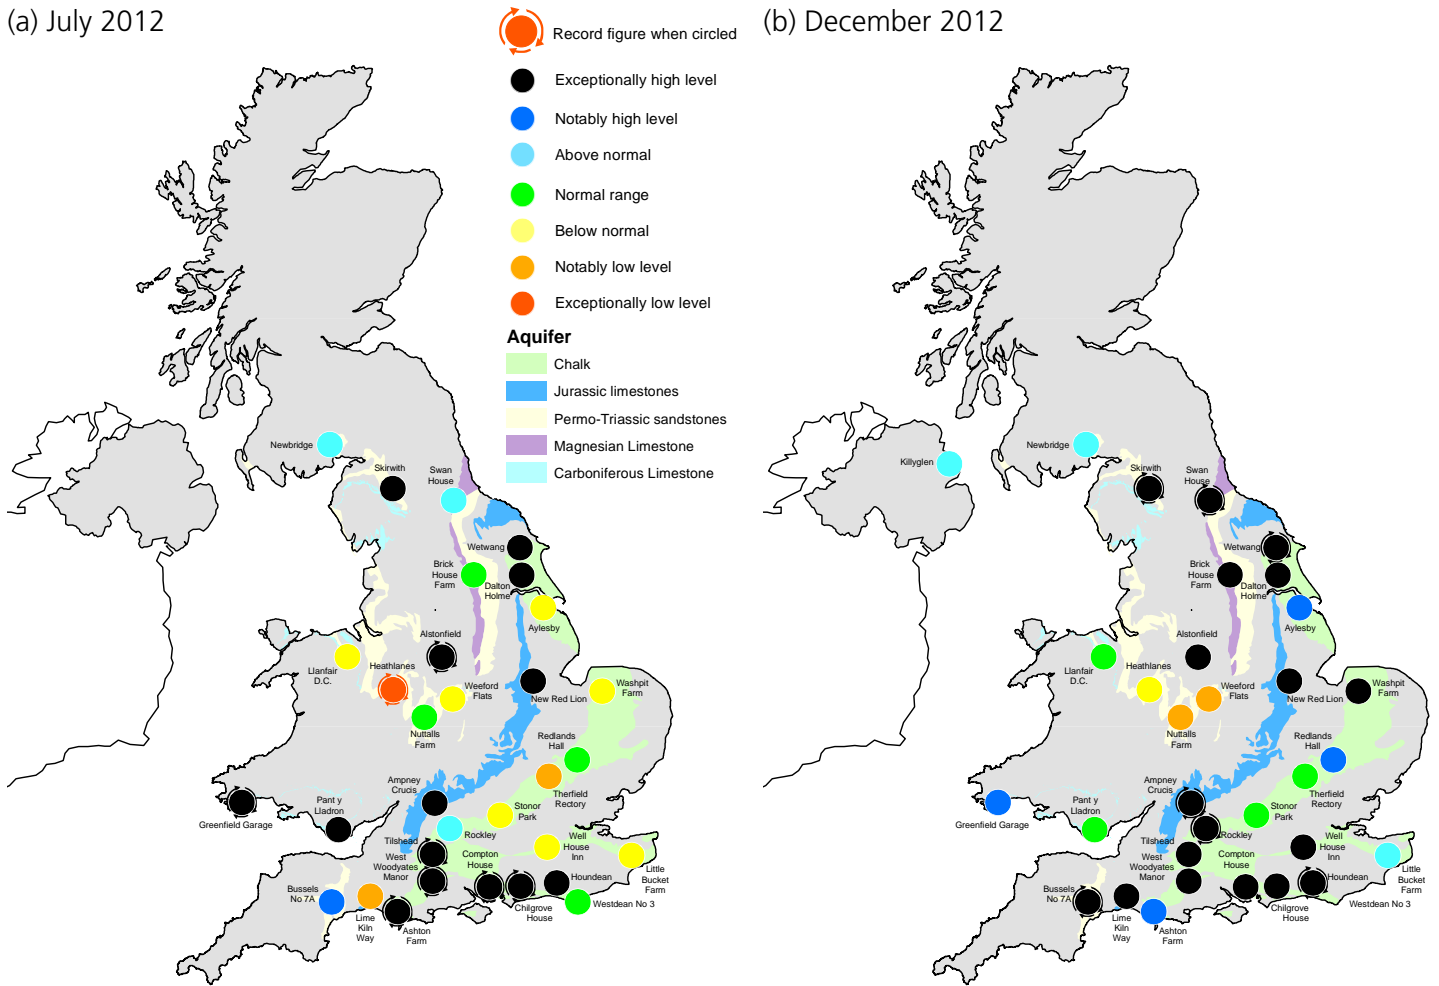 (a) July 2012
Record figure when circled
Exceptionally high level
Notably high level
Above normal
Normal range
Below normal
Notably low level
Exceptionally low level
Aquifer
Chalk
Jurassic limestones
Permo-Triassic sandstones
Magnesian Limestone
Carboniferous Limestone
Newbridge
Skirwith
Swan
House
Wetwang
Brick
House
Farm
Dalton
Holme
Aylesby
Alstonfield
Llanfair
D.C.
Heathlanes
Weeford
Flats
New Red Lion
Washpit
Farm
Nuttalls
Farm
Redlands
Hall
Therfield
Rectory
Ampney
Crucis
Pant y
Lladron
Greenfield Garage
Stonor
Park
Rockley
Tilshead
Well
House
Inn
Compton
House
West
Woodyates
Manor
Little
Bucket
Farm
Houndean
Bussels
No 7A
Chilgrove
House
Westdean No 3
Lime
Kiln
Way
Ashton
Farm
(b) December 2012
Killyglen
Newbridge
Skirwith
Swan
House
Wetwang
Brick
House
Farm
Dalton
Holme
Aylesby
Alstonfield
Llanfair
D.C.
Heathlanes
Weeford
Flats
New Red Lion
Washpit
Farm
Nuttalls
Farm
Redlands
Hall
Therfield
Rectory
Ampney
Crucis
Pant y
Lladron
Greenfield Garage
Stonor
Park
Rockley
Tilshead
Well
House
Inn
Compton
House
West
Woodyates
Manor
Little
Bucket
Farm
Houndean
Bussels
No 7A
Chilgrove
House
Westdean No 3
Lime
Kiln
Way
Ashton
Farm